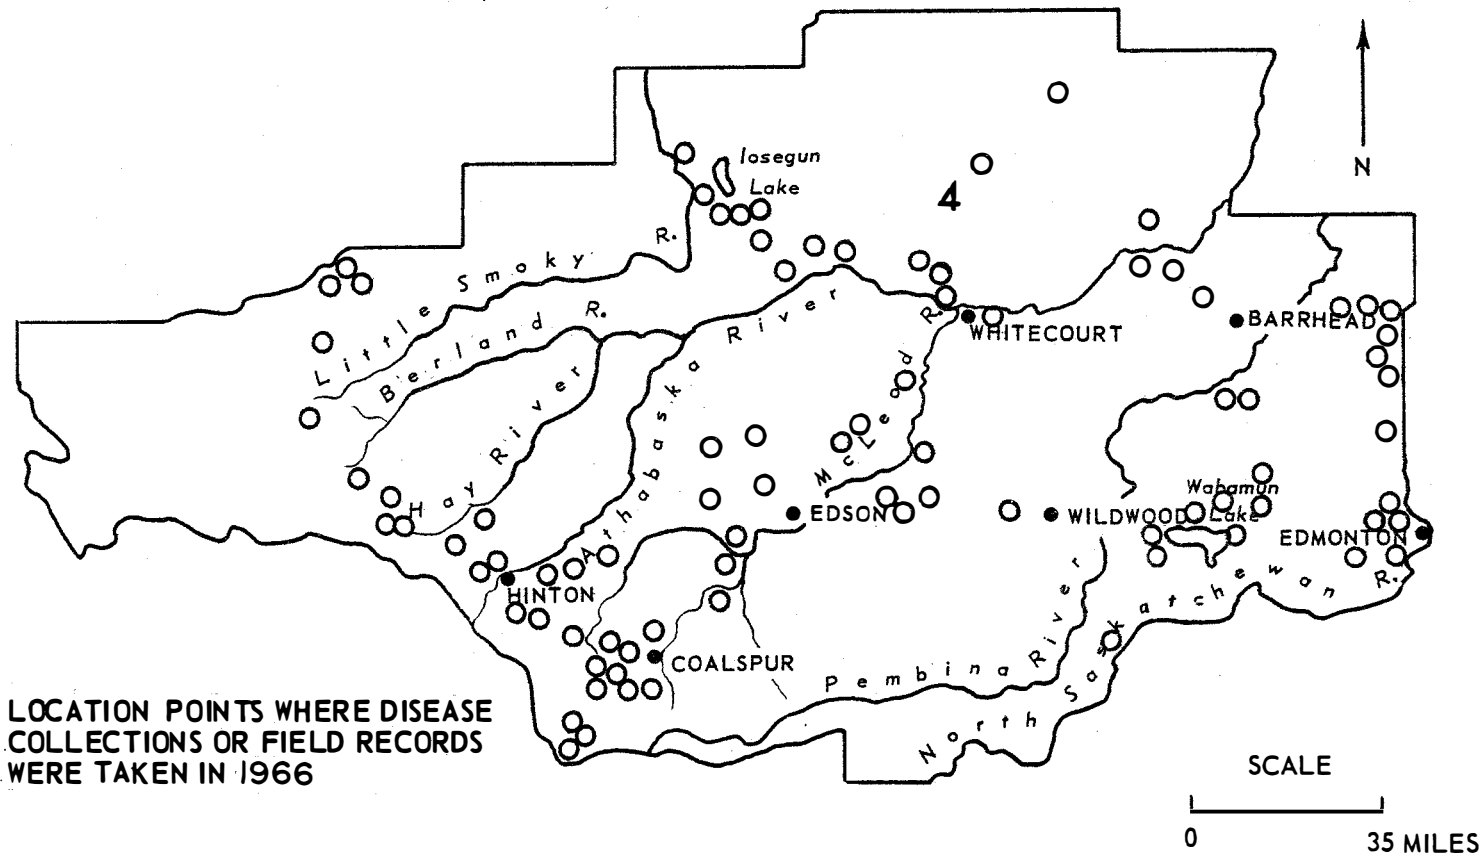 Iosegun
Lake
N
4
Little Smoky R.
Berland R.
Athabaska River
McLeod R.
WHITECOURT
BARRHEAD
Hay River
Wabamun
Lake
EDSON
WILDWOOD
EDMONTON
HINTON
COALSPUR
Pembina River
North Saskatchewan R.
LOCATION POINTS WHERE DISEASE
COLLECTIONS OR FIELD RECORDS
WERE TAKEN IN 1966
SCALE
0 35 MILES